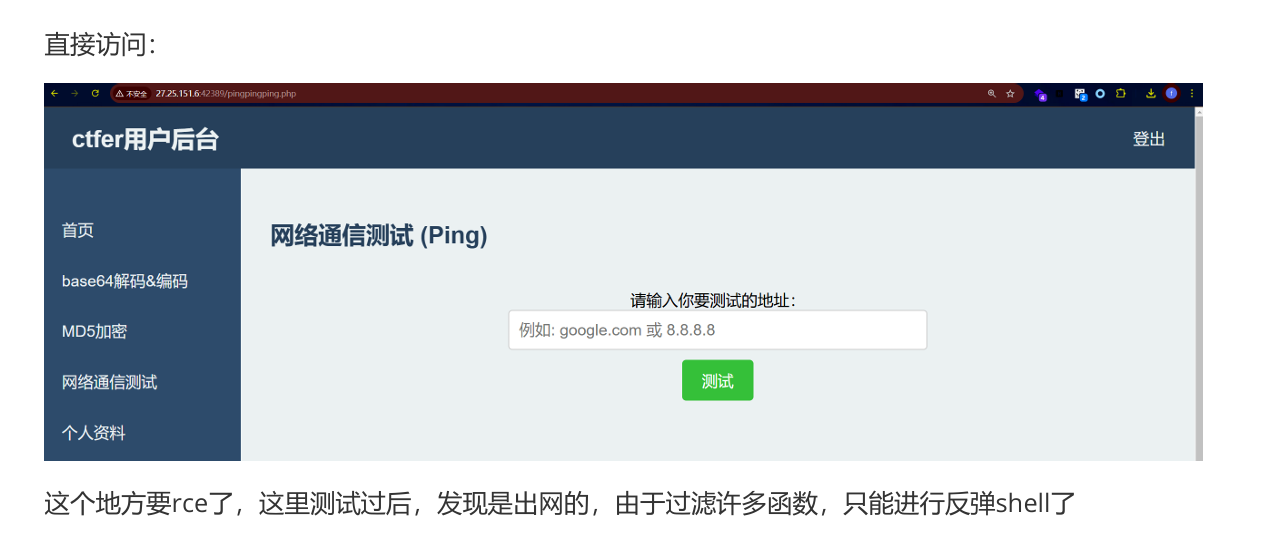 直接访问：
不安全 27.25.151.6:42389/pingpingping.php
ctfer用户后台
登出
首页
网络通信测试 (Ping)
base64解码&编码
请输入你要测试的地址：
MD5加密
例如: google.com 或 8.8.8.8
网络通信测试
测试
个人资料
这个地方要rce了，这里测试过后，发现是出网的，由于过滤许多函数，只能进行反弹shell了